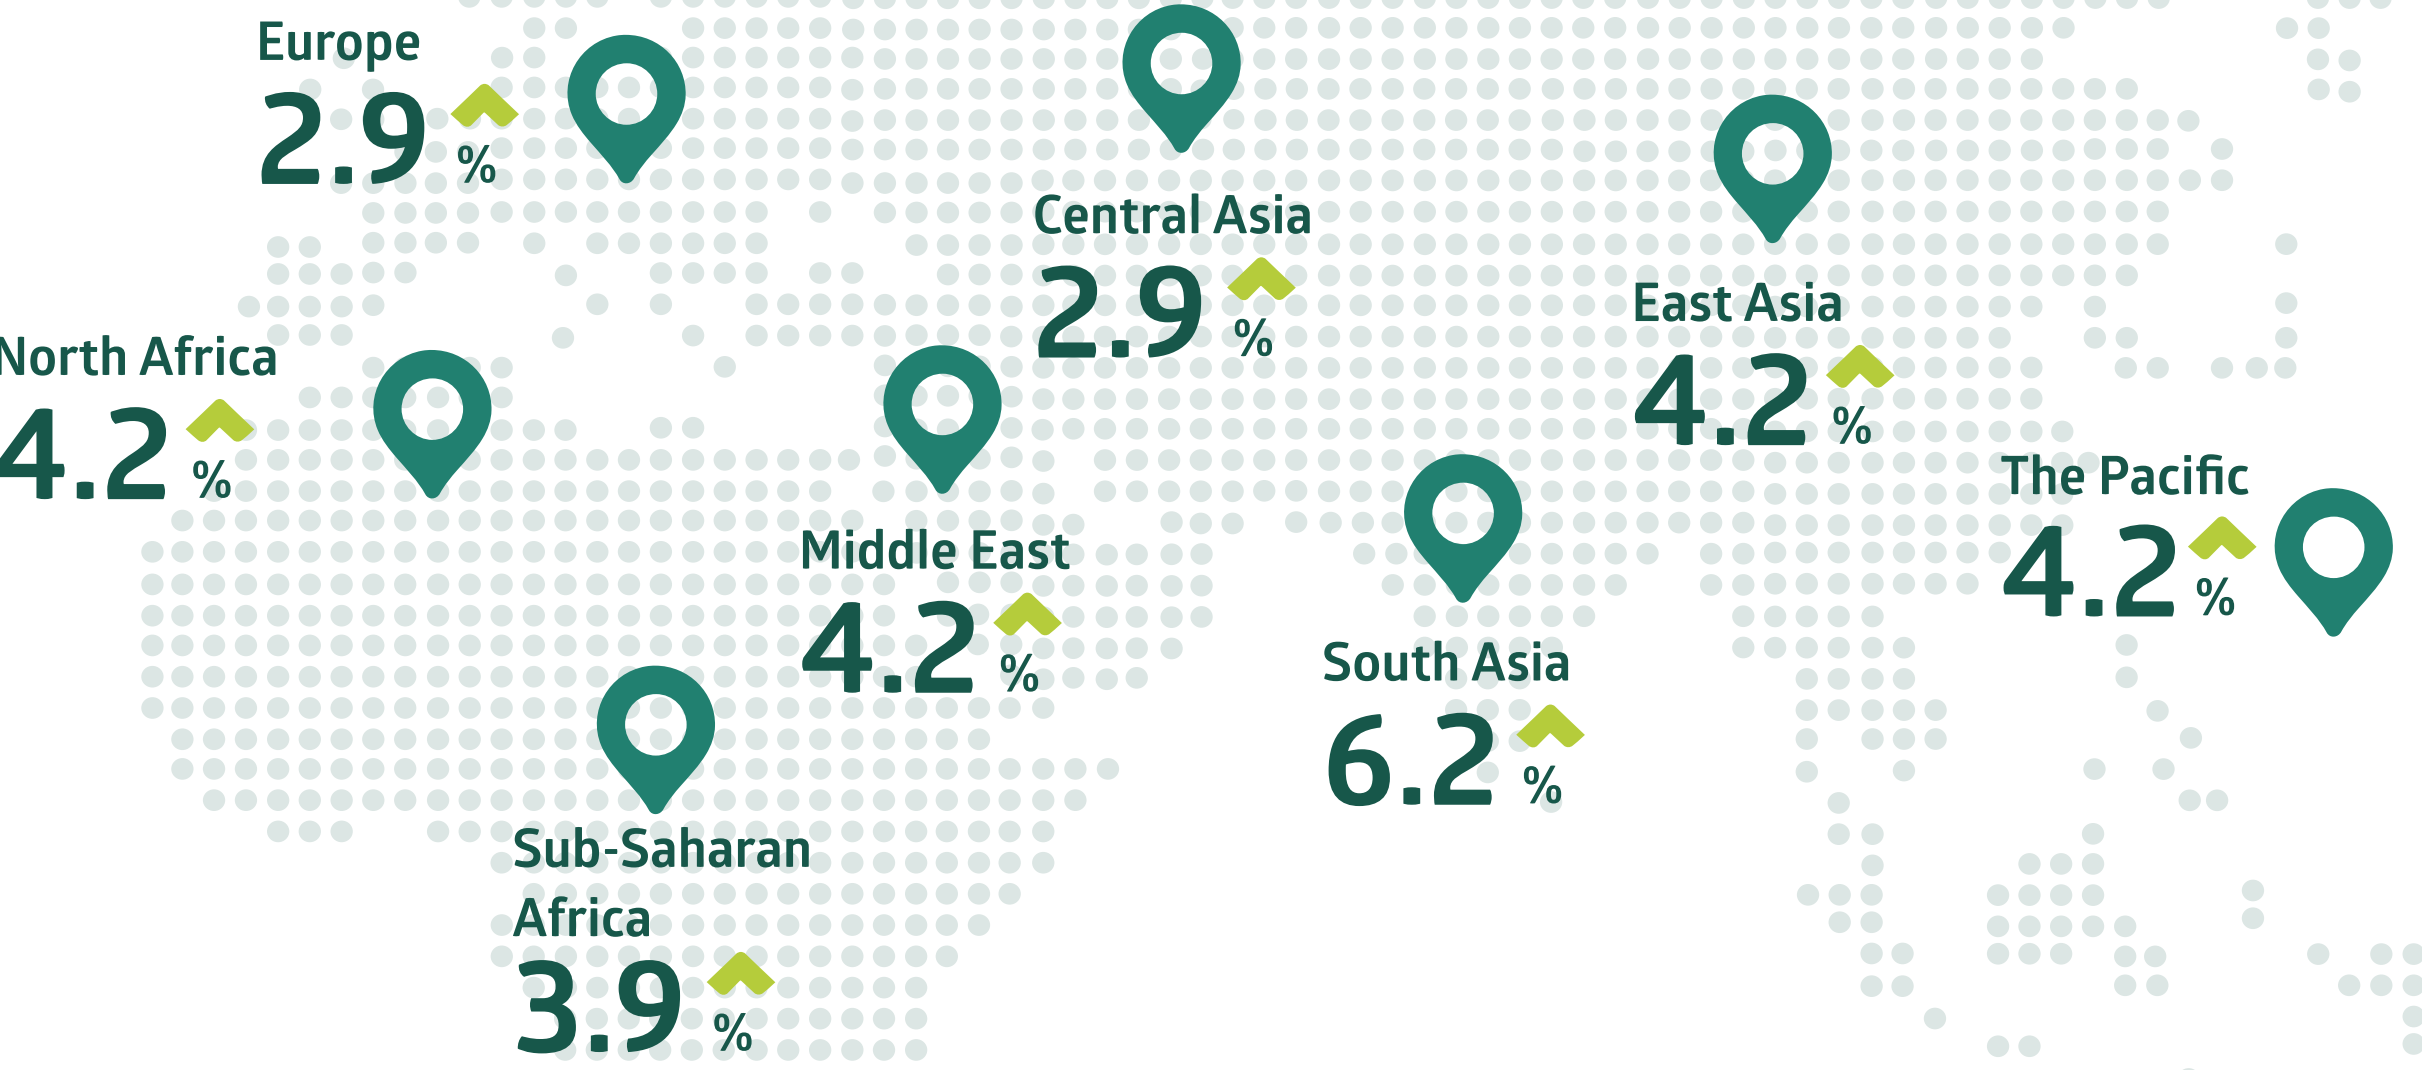 Europe
2.9 %
Central Asia
2.9 %
East Asia
4.2 %
North Africa
4.2 %
The Pacific
4.2 %
Middle East
4.2 %
South Asia
6.2 %
Sub-Saharan
Africa
3.9 %